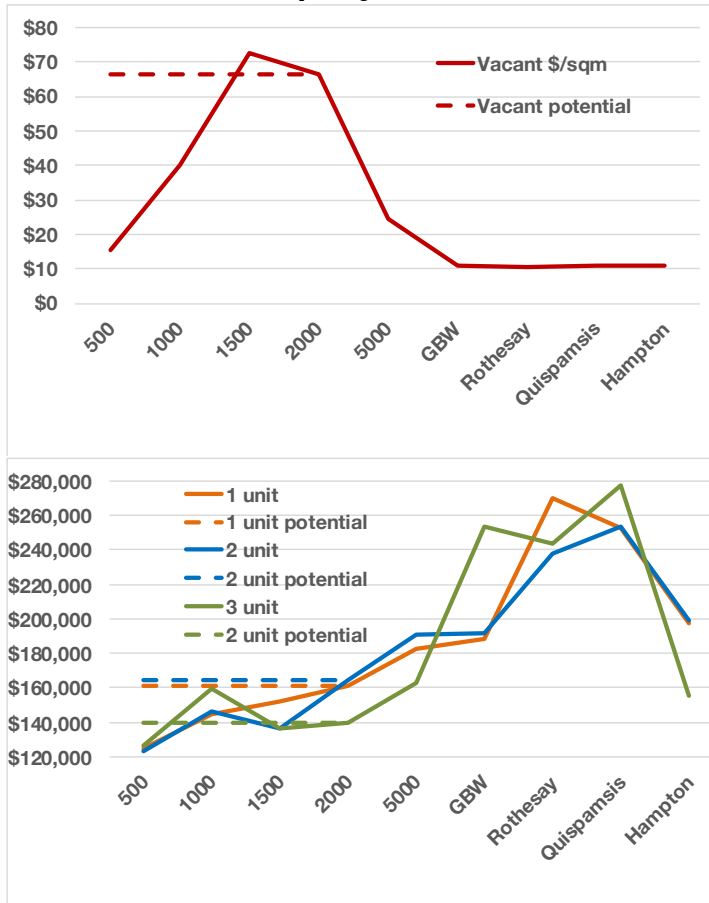 $80
$70
$60
$50
$40
$30
$20
$10
$0
Vacant $/sqm
Vacant potential
500
1000
1500
2000
5000
GBW
Rothesay
Quispamsis
Hampton
$280,000
$260,000
$240,000
$220,000
$200,000
$180,000
$160,000
$140,000
$120,000
1 unit
1 unit potential
2 unit
2 unit potential
3 unit
2 unit potential
500
1000
1500
2000
5000
GBW
Rothesay
Quispamsis
Hampton